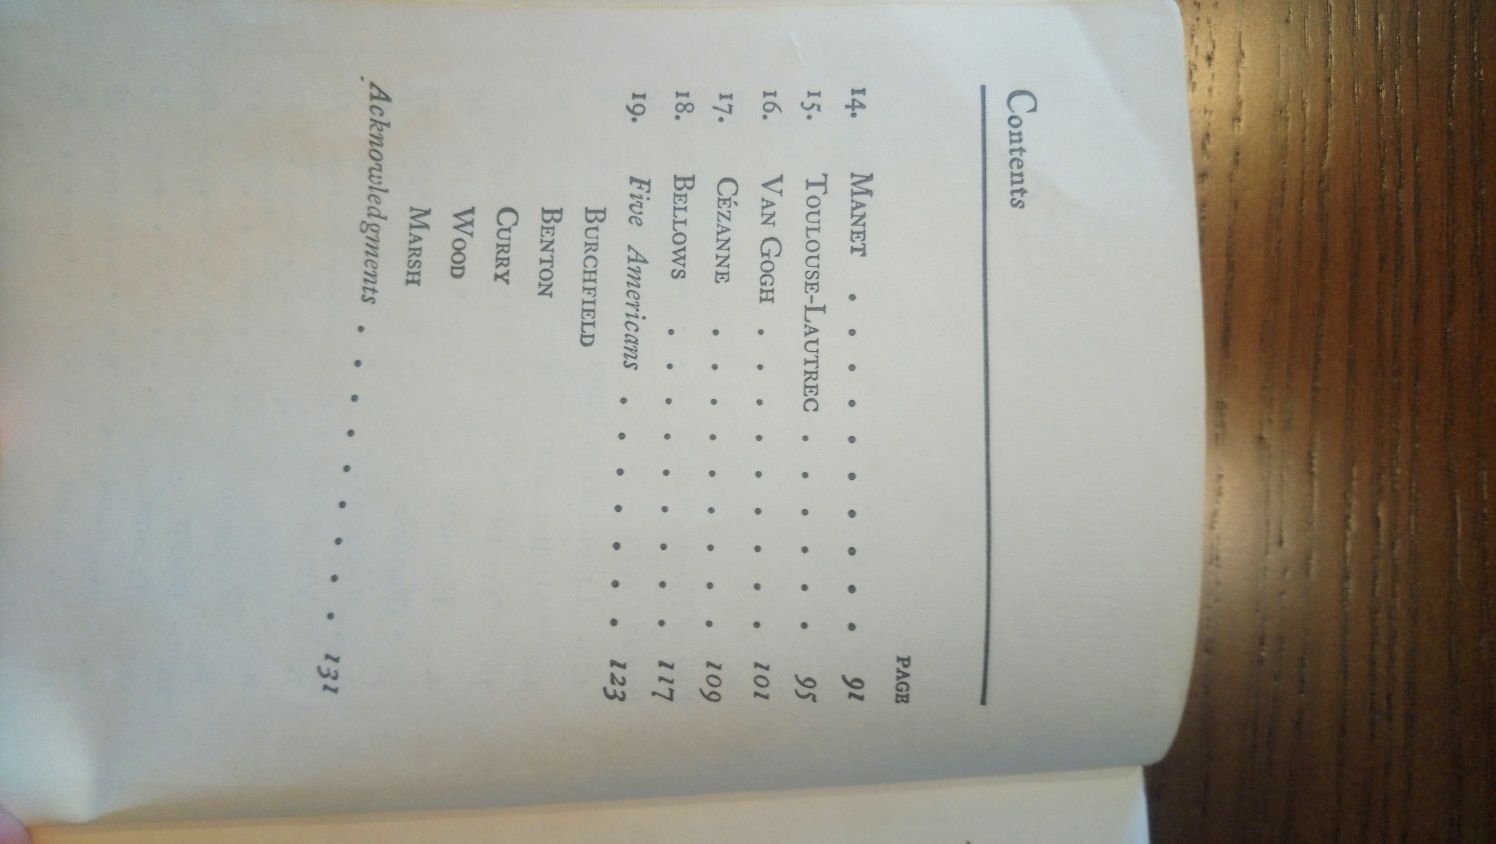 Contents
PAGE
14. MANET . . . . . . . . . . 91
15. TOULOUSE-LAUTREC . . . . . . 95
16. VAN GOGH . . . . . . . . . 101
17. CÉZANNE . . . . . . . . . 109
18. BELLOWS . . . . . . . . . 117
19. Five Americans . . . . . . . 123
BURCHFIELD
BENTON
CURRY
WOOD
MARSH
Acknowledgments . . . . . . . . . 131